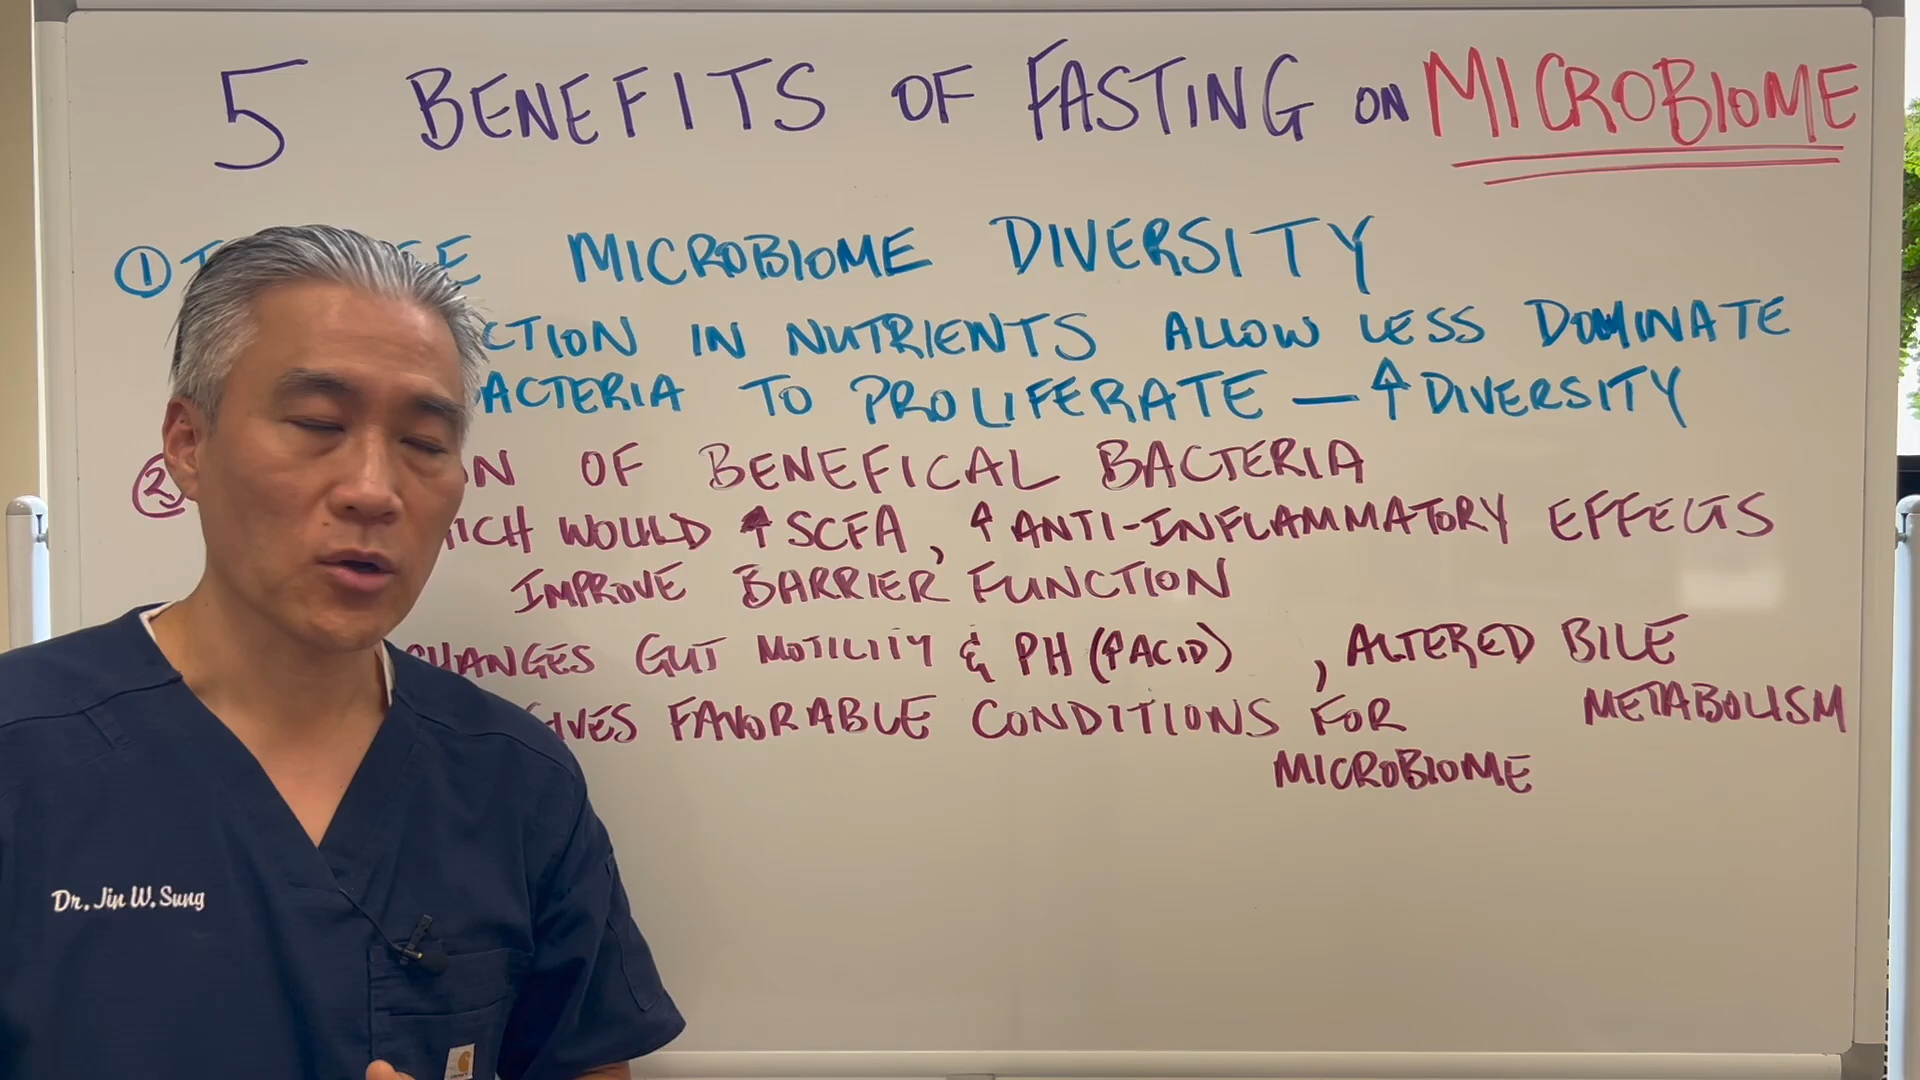 5 BENEFITS OF FASTING ON MICROBIOME
① MICROBIOME DIVERSITY
CTION IN NUTRIENTS ALLOW LESS DOMINATE
ACTERIA TO PROLIFERATE — ↑ DIVERSITY
② N OF BENEFICAL BACTERIA
ICH WOULD ↑ SCFA, ↑ ANTI-INFLAMMATORY EFFECTS
IMPROVE BARRIER FUNCTION
CHANGES GUT MOTILITY & PH (↑ACID) , ALTERED BILE
METABOLISM
IVES FAVORABLE CONDITIONS FOR
MICROBIOME
Dr. Jin W. Sung